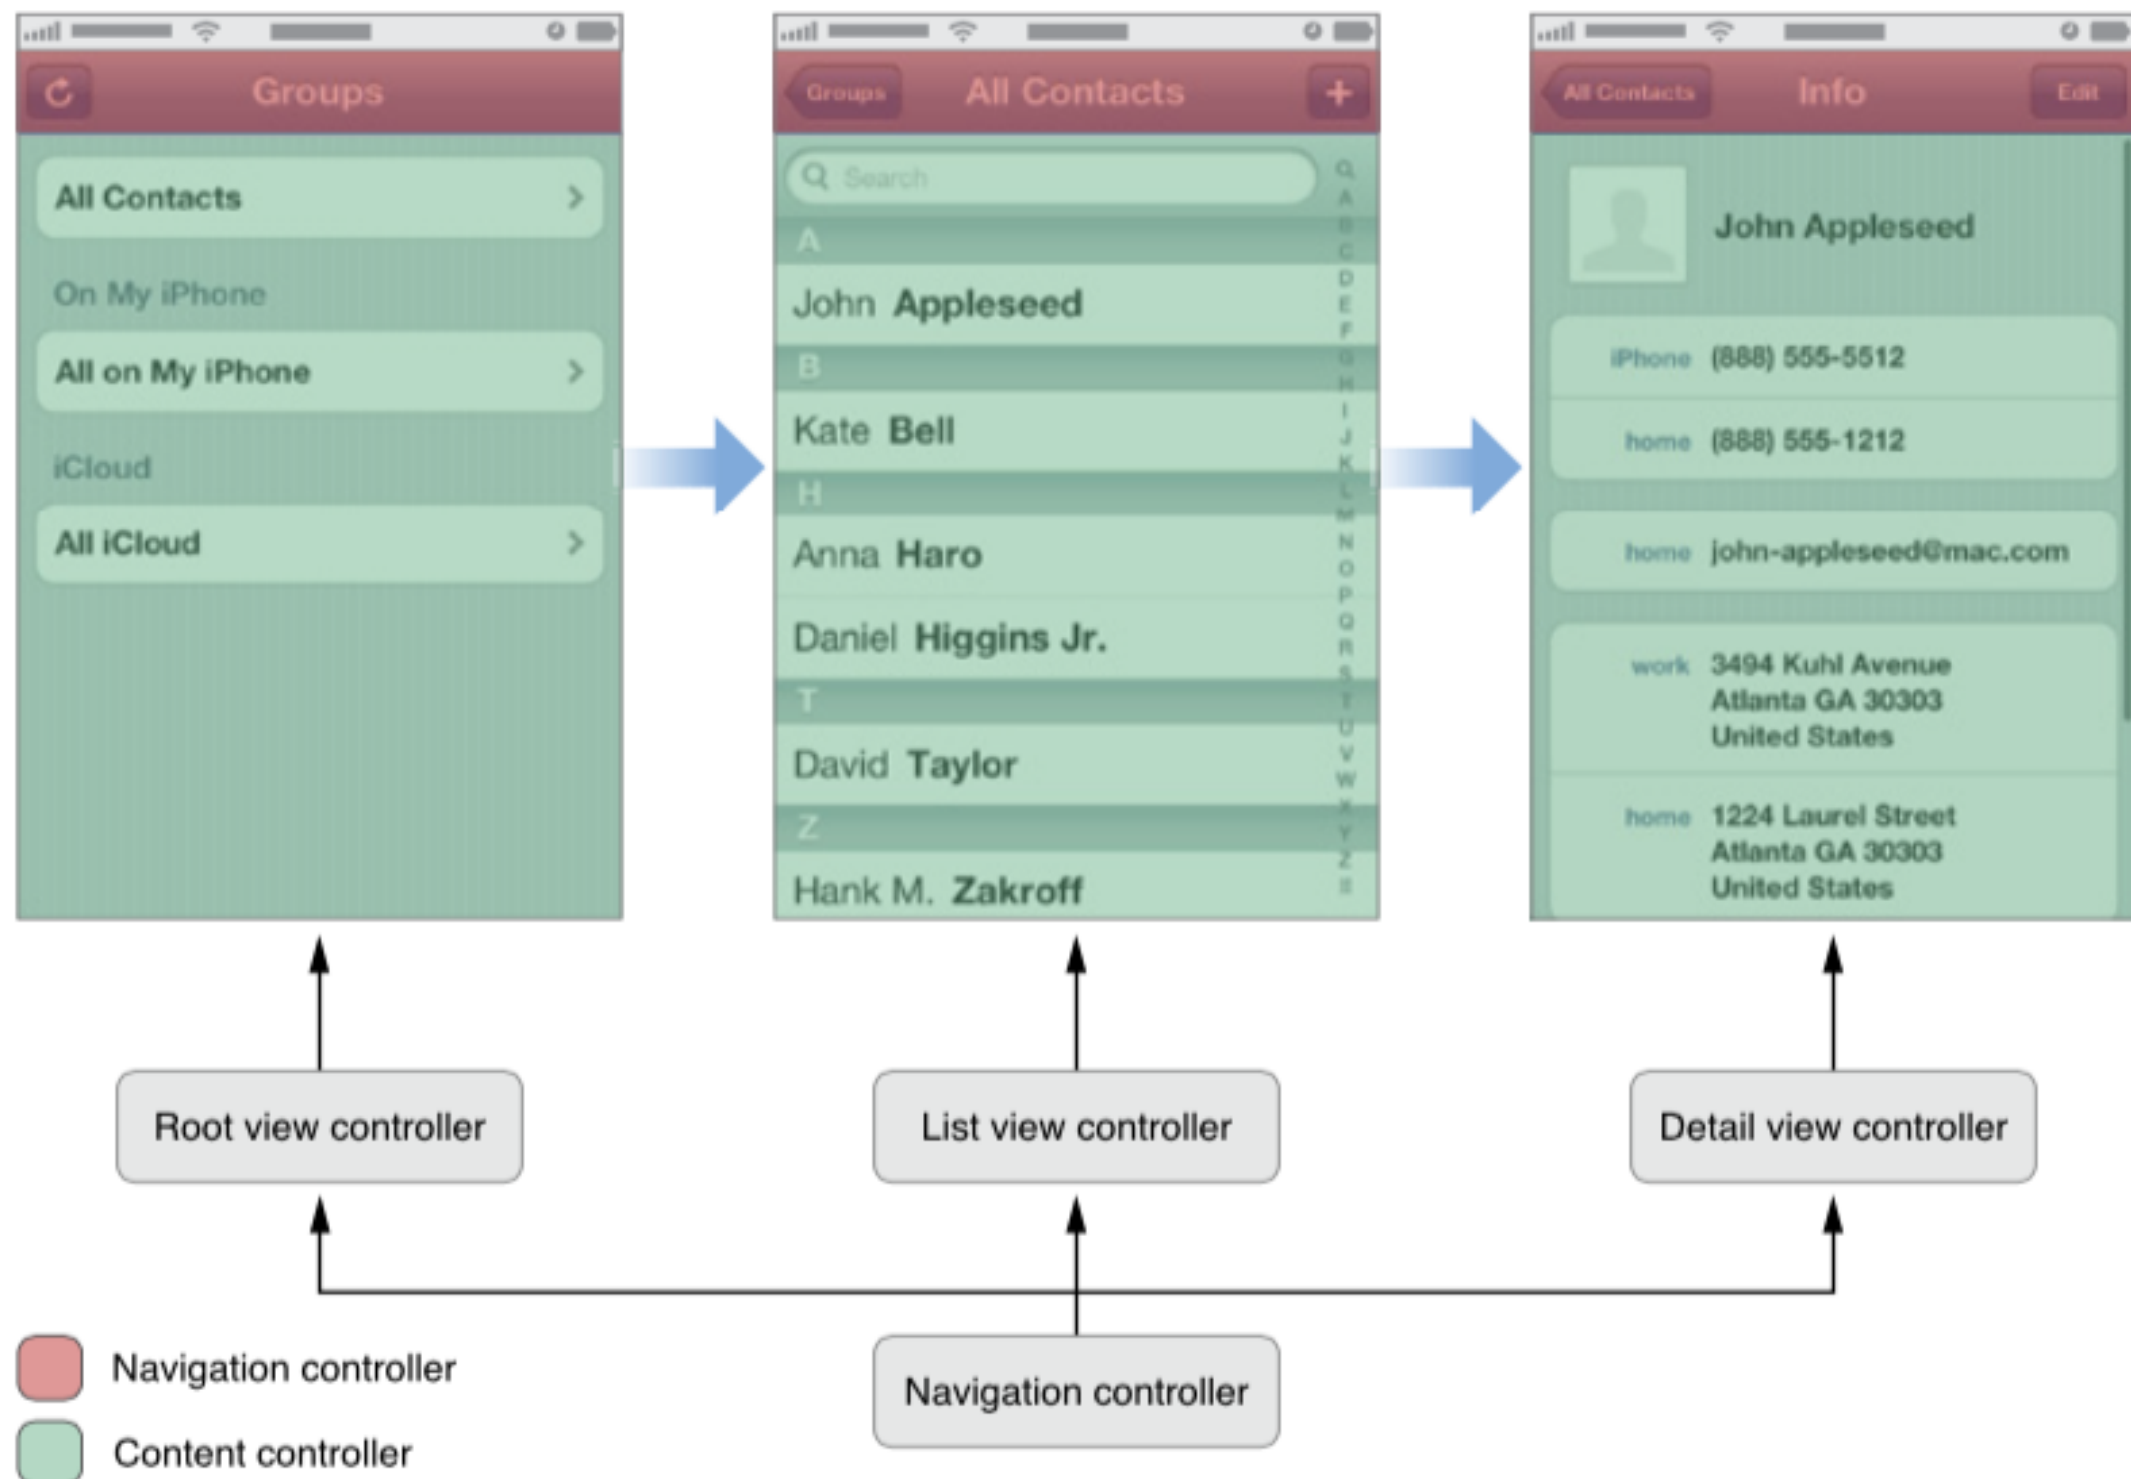 Groups
All Contacts
On My iPhone
All on My iPhone
iCloud
All iCloud
Groups
All Contacts
+
Search
A
John Appleseed
B
Kate Bell
H
Anna Haro
Daniel Higgins Jr.
T
David Taylor
Z
Hank M. Zakroff
A
B
C
D
E
F
G
H
I
J
K
L
M
N
O
P
Q
R
S
T
U
V
W
X
Y
Z
All Contacts
Info
Edit
John Appleseed
iPhone (888) 555-5512
home (888) 555-1212
home john-appleseed@mac.com
work 3494 Kuhl Avenue
Atlanta GA 30303
United States
home 1224 Laurel Street
Atlanta GA 30303
United States
Root view controller
List view controller
Detail view controller
Navigation controller
Navigation controller
Content controller